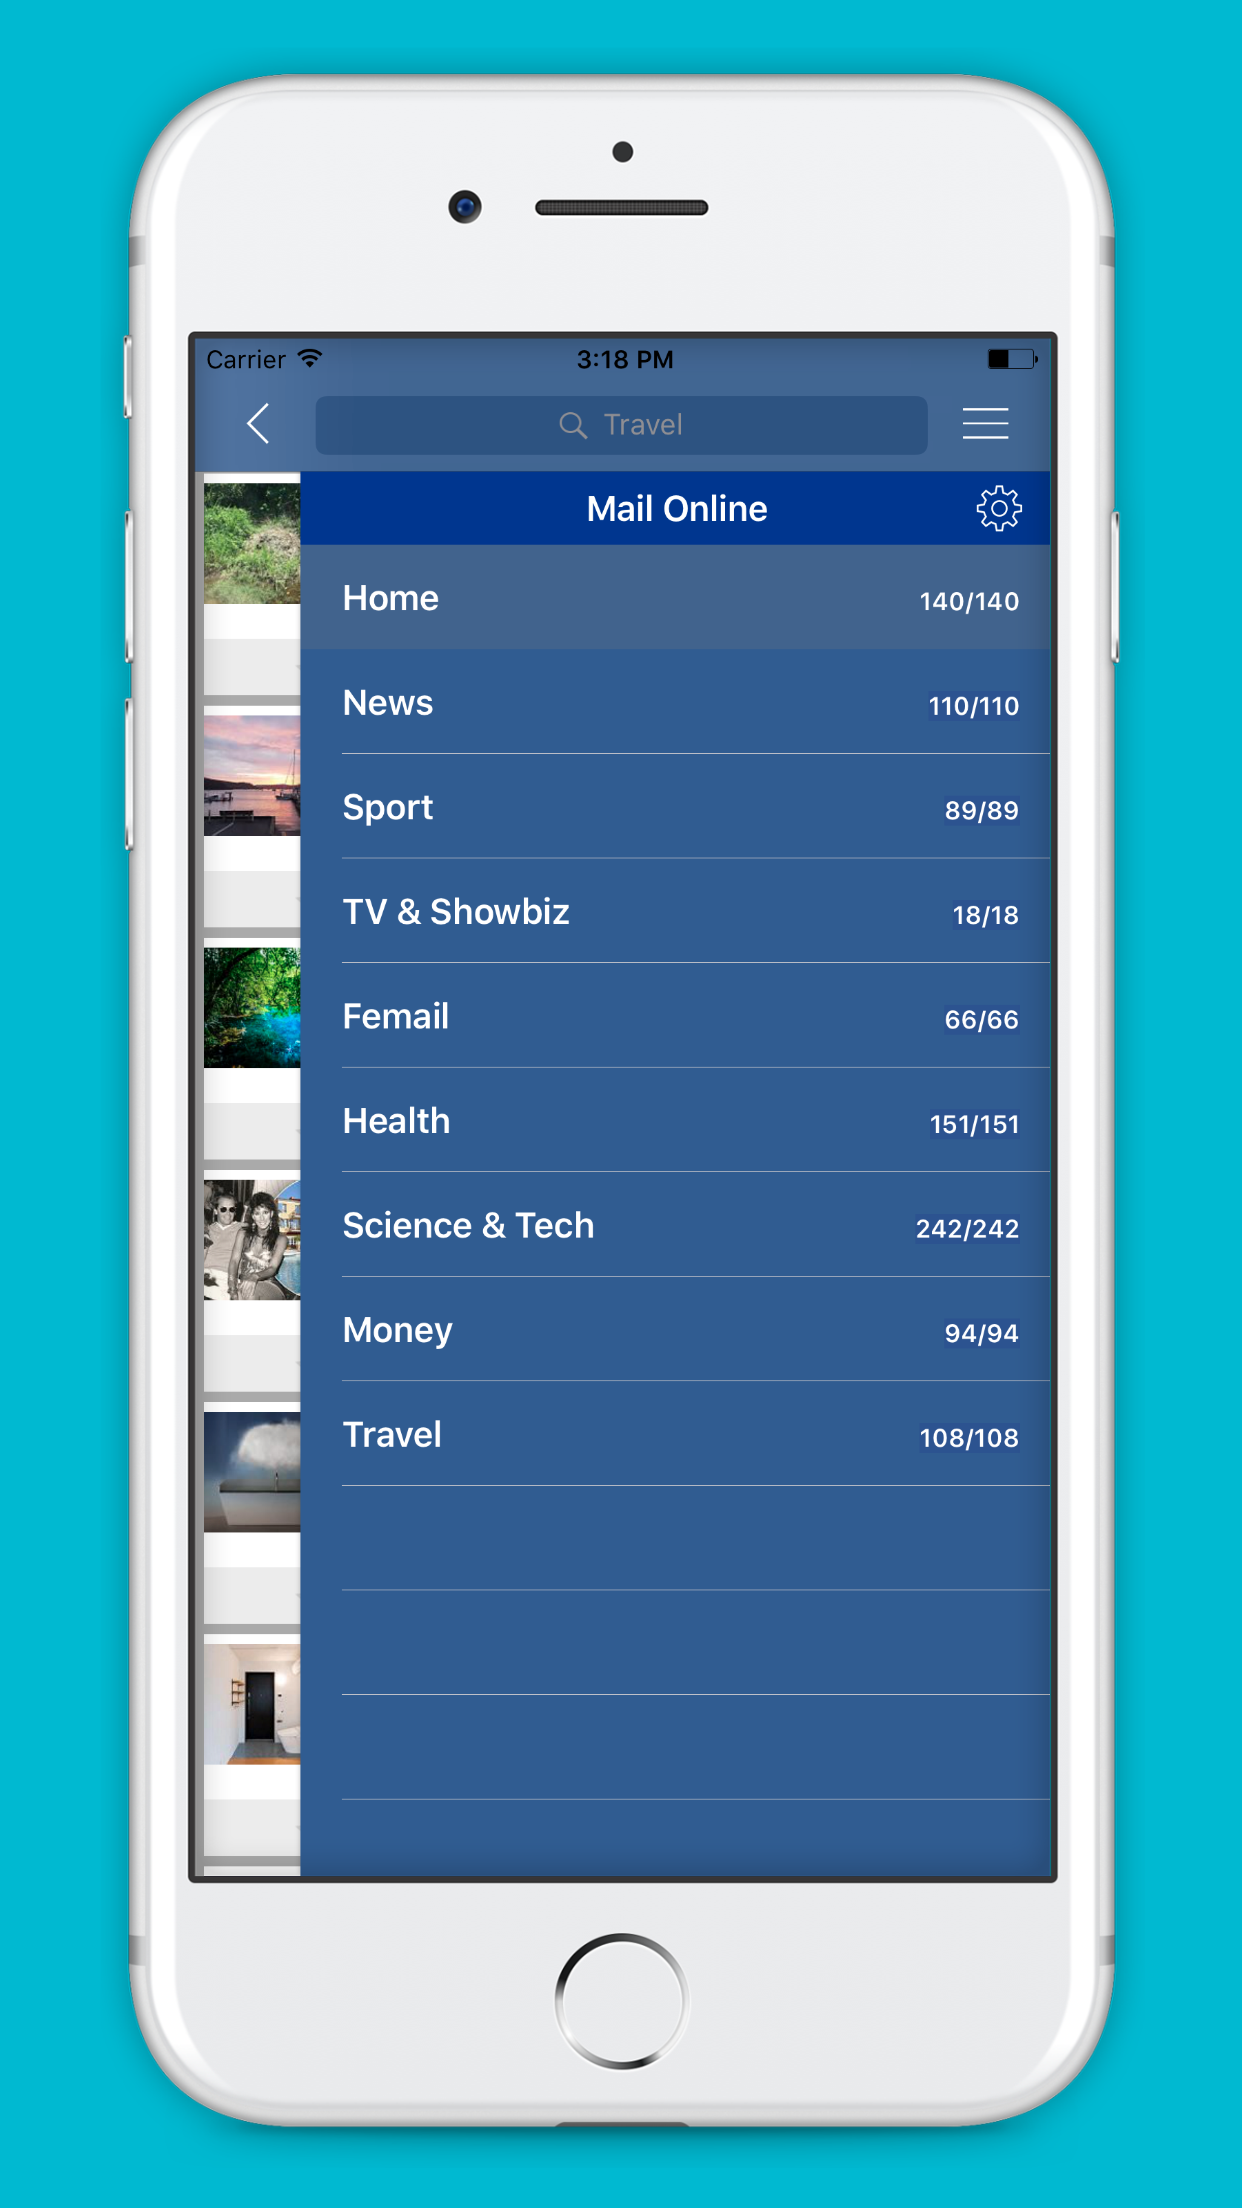 Carrier 3:18 PM
Travel
Mail Online
Home 140/140
News 110/110
Sport 89/89
TV & Showbiz 18/18
Femail 66/66
Health 151/151
Science & Tech 242/242
Money 94/94
Travel 108/108